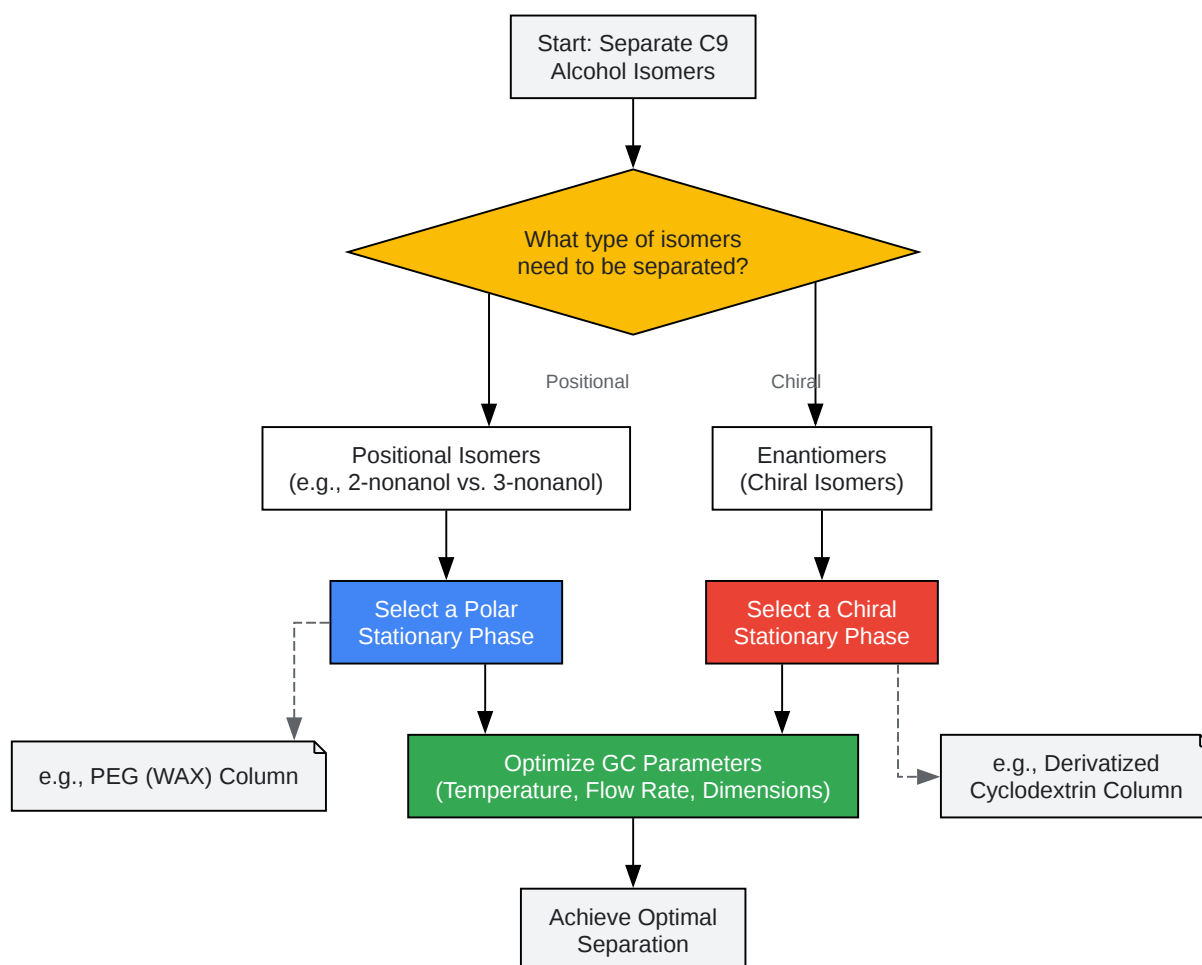 Start: Separate C9
Alcohol Isomers
What type of isomers
need to be separated?
Positional
Chiral
Positional Isomers
(e.g., 2-nonanol vs. 3-nonanol)
Enantiomers
(Chiral Isomers)
Select a Polar
Stationary Phase
Select a Chiral
Stationary Phase
e.g., PEG (WAX) Column
Optimize GC Parameters
(Temperature, Flow Rate, Dimensions)
e.g., Derivatized
Cyclodextrin Column
Achieve Optimal
Separation